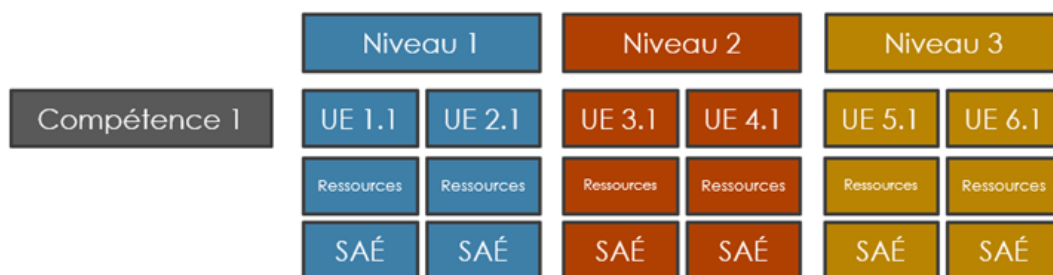 Niveau 1 Niveau 2 Niveau 3
Compétence 1 UE 1.1 UE 2.1 UE 3.1 UE 4.1 UE 5.1 UE 6.1
Ressources Ressources Ressources Ressources Ressources Ressources
SAÉ SAÉ SAÉ SAÉ SAÉ SAÉ